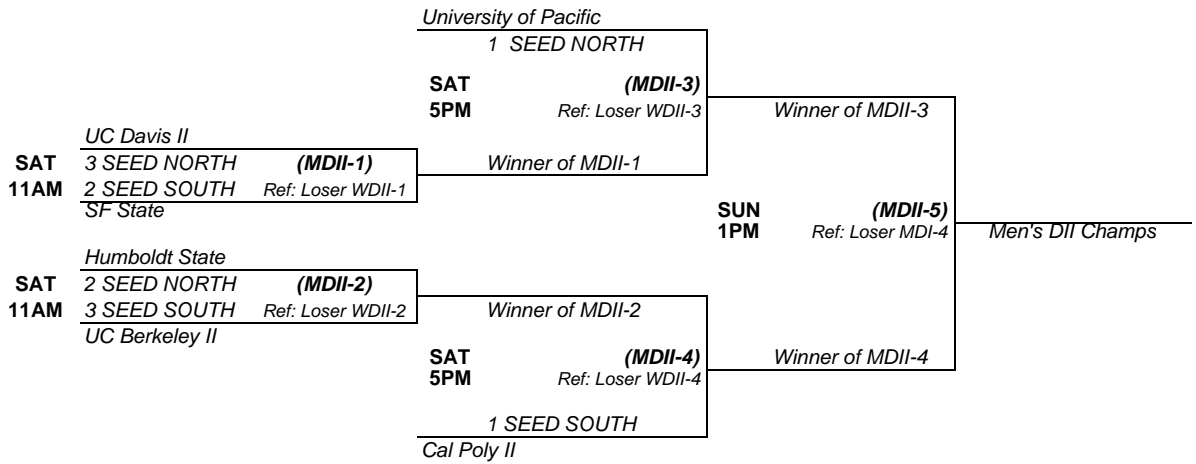 University of Pacific
1 SEED NORTH
SAT (MDII-3)
5PM Ref: Loser WDII-3
Winner of MDII-3
UC Davis II
SAT 3 SEED NORTH (MDII-1)
Winner of MDII-1
11AM 2 SEED SOUTH Ref: Loser WDII-1
SF State
SUN (MDII-5)
1PM Ref: Loser MDI-4
Men's DII Champs
Humboldt State
SAT 2 SEED NORTH (MDII-2)
11AM 3 SEED SOUTH Ref: Loser WDII-2
Winner of MDII-2
UC Berkeley II
SAT (MDII-4)
5PM Ref: Loser WDII-4
Winner of MDII-4
1 SEED SOUTH
Cal Poly II